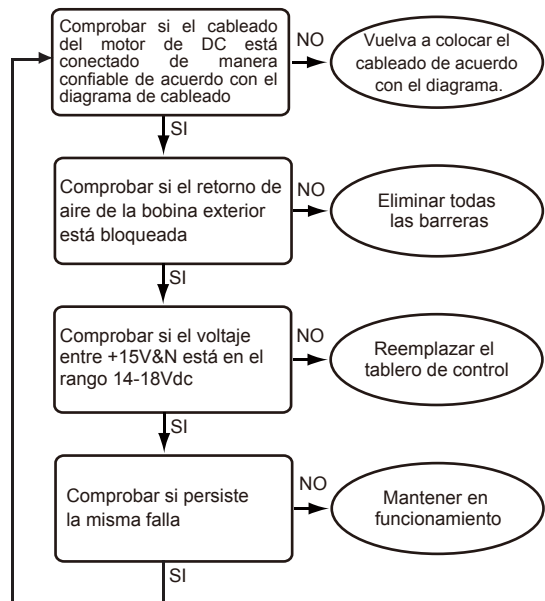 Comprobar si el cableado
del motor de DC está
conectado de manera
confiable de acuerdo con el
diagrama de cableado
NO
Vuelva a colocar el
cableado de acuerdo
con el diagrama.
SI
Comprobar si el retorno de
aire de la bobina exterior
está bloqueada
NO
Eliminar todas
las barreras
SI
Comprobar si el voltaje
entre +15V&N está en el
rango 14-18Vdc
NO
Reemplazar el
tablero de control
SI
Comprobar si persiste
la misma falla
NO
Mantener en
funcionamiento
SI